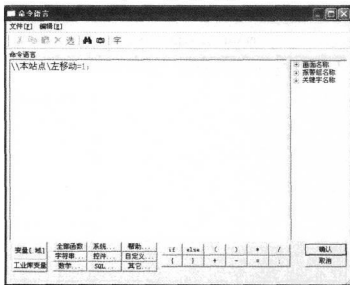 命令语言
文件[F] 编辑[E]
选 字
命令语言
\\本站点\左移动=1;
画面名称
报警组名称
关键字名称
变量[.域] 全部函数 系统... 帮助... if else ( ) * / 确认
字符串... 控件... 自定义...
工业库变量 数学... SQL... 其它... { } + - = ; 取消